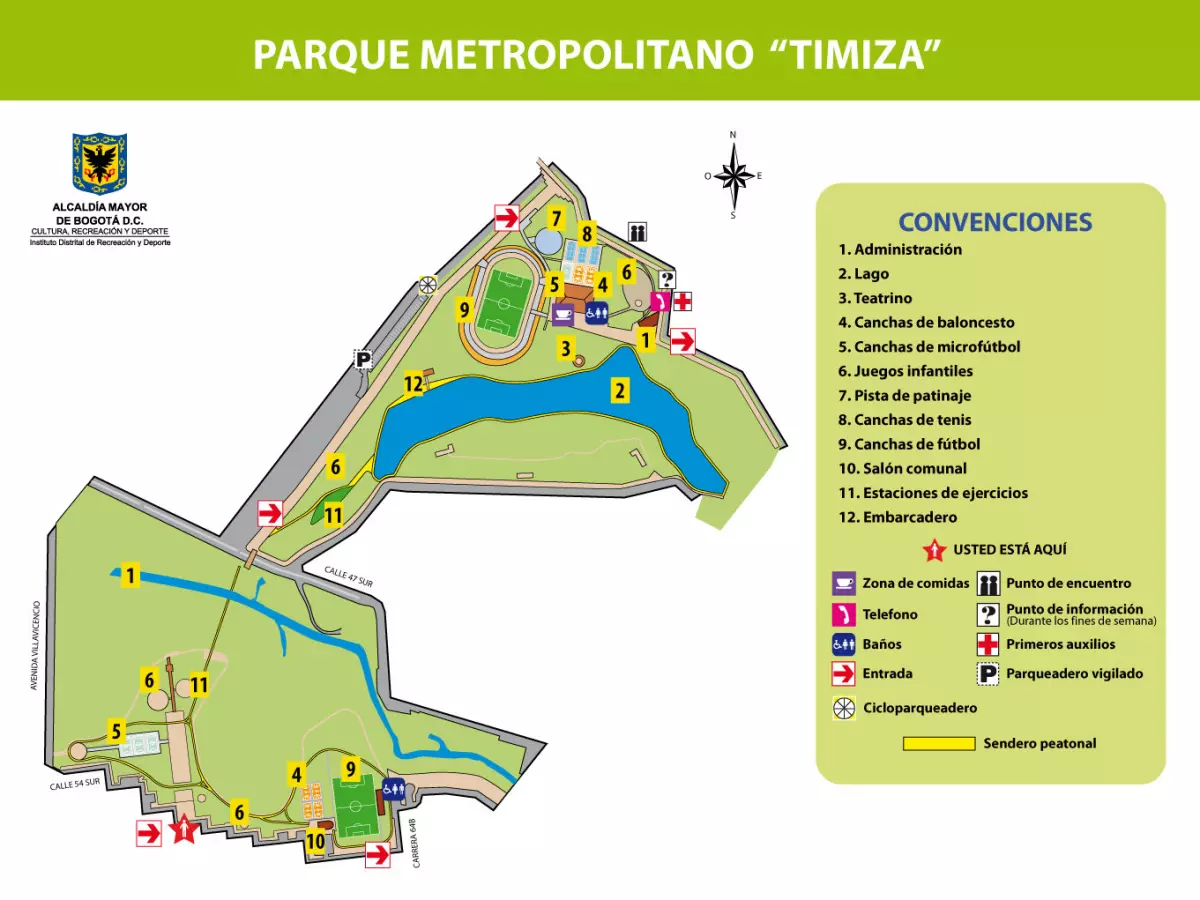 PARQUE METROPOLITANO “TIMIZA”
ALCALDÍA MAYOR
DE BOGOTÁ D.C.
CULTURA, RECREACIÓN Y DEPORTE
Instituto Distrital de Recreación y Deporte
N
O
E
S
7
8
6
5
4
9
1
3
2
12
P
?
6
11
CALLE 47 SUR
1
AVENIDA VILLAVICENCIO
6
11
5
4
9
CALLE 54 SUR
6
10
CARRERA 64B
CONVENCIONES
1. Administración
2. Lago
3. Teatrino
4. Canchas de baloncesto
5. Canchas de microfútbol
6. Juegos infantiles
7. Pista de patinaje
8. Canchas de tenis
9. Canchas de fútbol
10. Salón comunal
11. Estaciones de ejercicios
12. Embarcadero
USTED ESTÁ AQUÍ
Zona de comidas
Punto de encuentro
Telefono
?
Punto de información
(Durante los fines de semana)
Baños
Primeros auxilios
Entrada
P
Parqueadero vigilado
Cicloparqueadero
Sendero peatonal